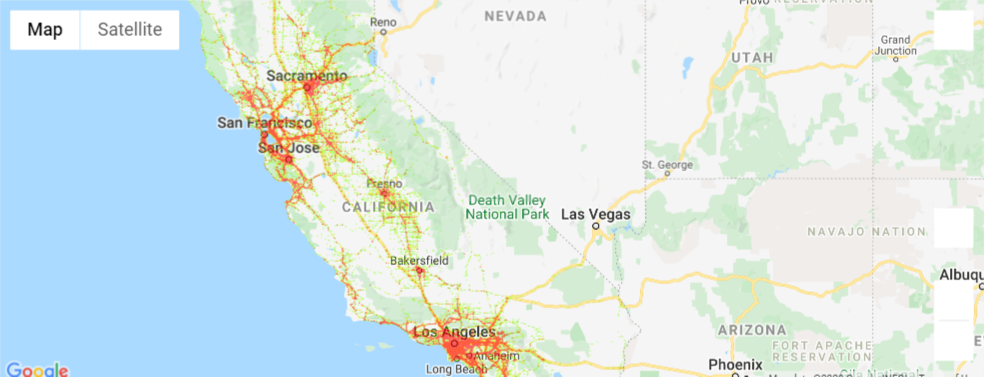 Map
Satellite
Reno
NEVADA
Provo
RESERVATION
Grand
Junction
UTAH
Sacramento
San Francisco
San Jose
St. George
Fresno
CALIFORNIA
Death Valley
National Park
Las Vegas
NAVAJO NATION
Bakersfield
Albuqu
Los Angeles
Anaheim
Long Beach
ARIZONA
FORT APACHE
RESERVATION
Phoenix
Gila National
Google